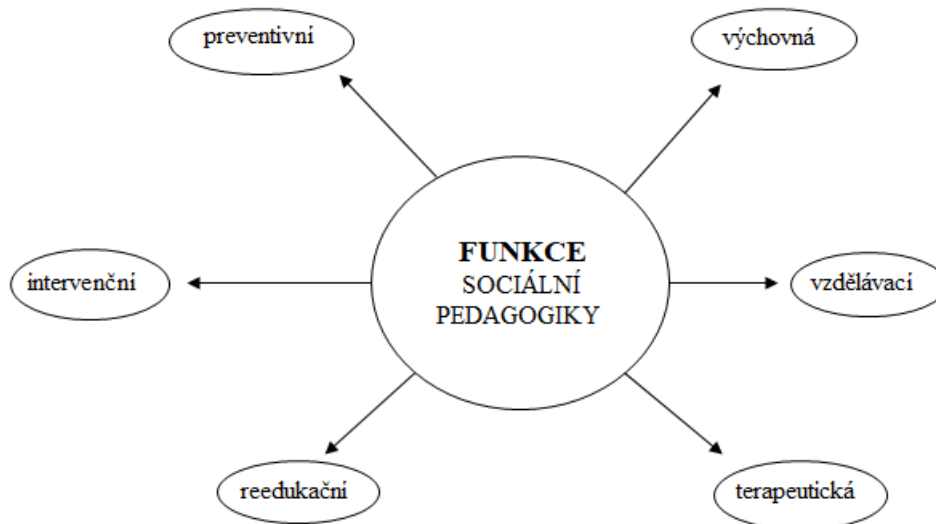 preventivní
výchovná
FUNKCE
SOCIÁLNÍ
PEDAGOGIKY
intervenční
vzdělávací
reedukační
terapeutická